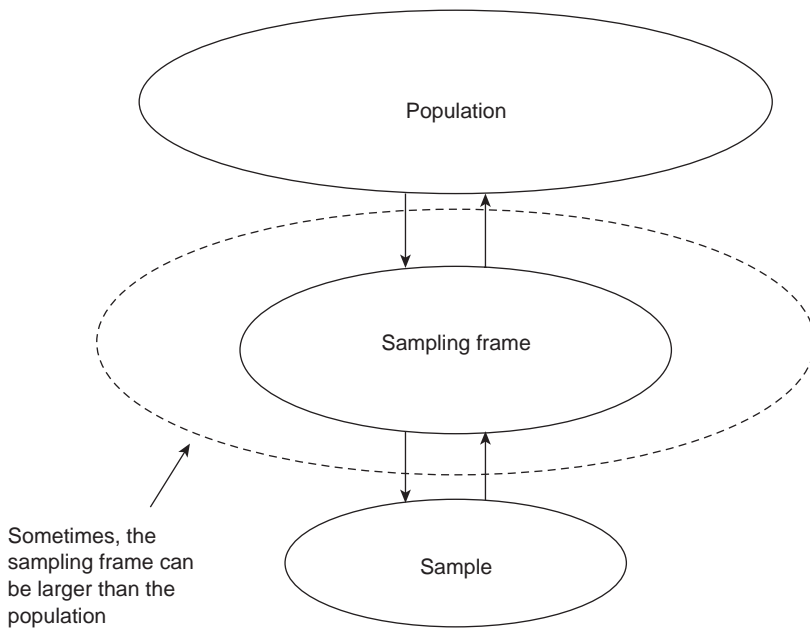 Population
Sampling frame
Sample
Sometimes, the
sampling frame can
be larger than the
population